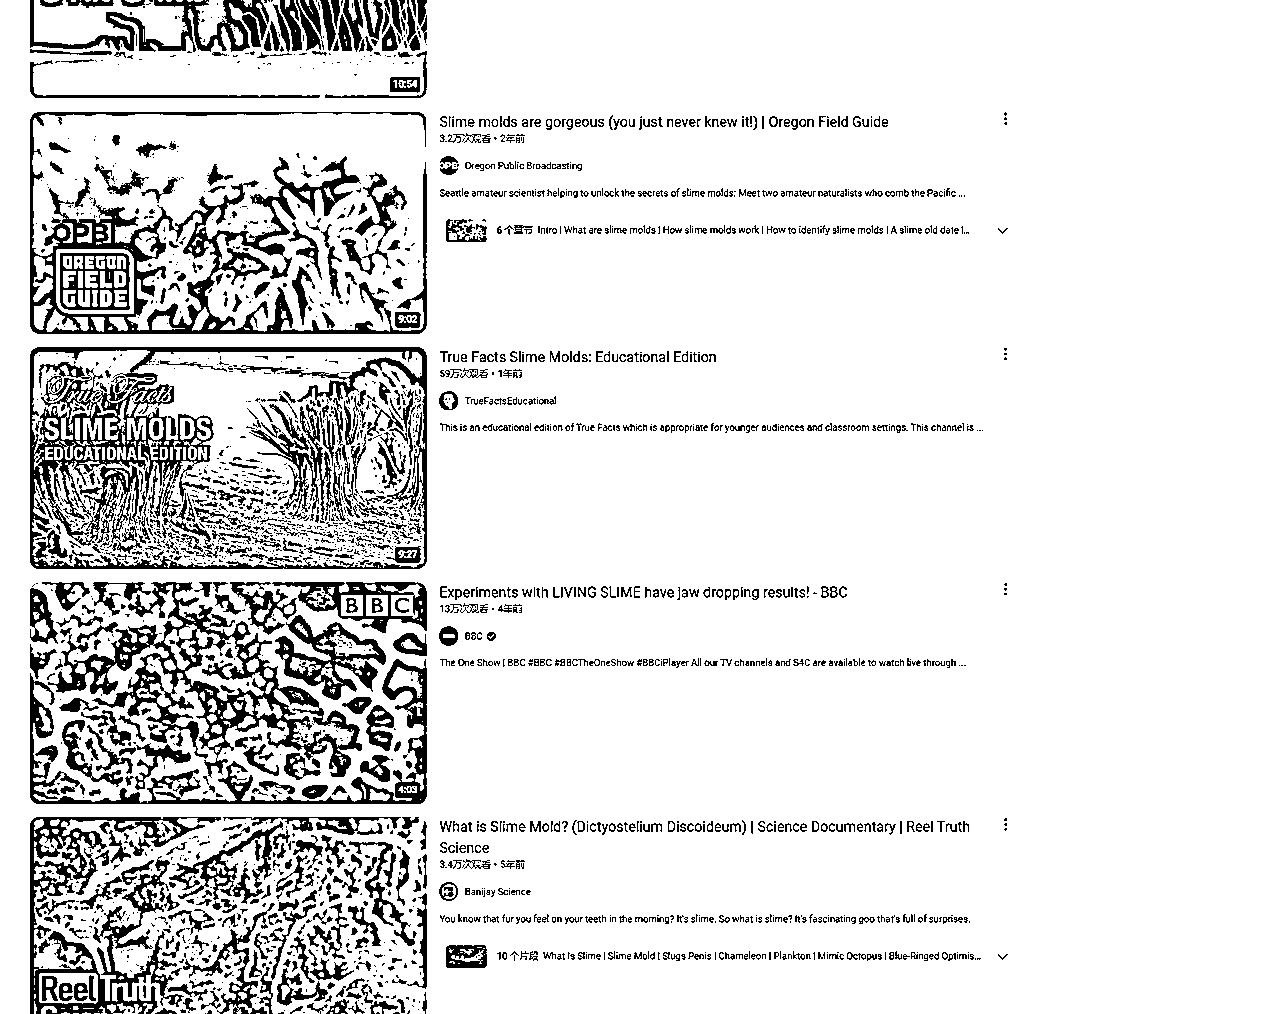 10:54
Slime molds are gorgeous (you just never knew it!) | Oregon Field Guide
3.2万次观看 • 2年前
OPB Oregon Public Broadcasting
Seattle amateur scientist helping to unlock the secrets of slime molds: Meet two amateur naturalists who comb the Pacific ...
6 个章节 Intro | What are slime molds | How slime molds work | How to identify slime molds | A slime old date |...
OPB
OREGON
FIELD
GUIDE
9:02
True Facts Slime Molds: Educational Edition
59万次观看 • 1年前
TrueFactsEducational
This is an educational edition of True Facts which is appropriate for younger audiences and classroom settings. This channel is ...
True Facts
SLIME MOLDS
EDUCATIONAL EDITION
9:27
Experiments with LIVING SLIME have jaw dropping results! - BBC
13万次观看 • 4年前
BBC
The One Show | BBC #BBC #BBCTheOneShow #BBCiPlayer All our TV channels and S4C are available to watch live through ...
BBC
4:03
What is Slime Mold? (Dictyostelium Discoideum) | Science Documentary | Reel Truth
Science
3.4万次观看 • 5年前
Banijay Science
You know that fur you feel on your teeth in the morning? It's slime. So what is slime? It's fascinating goo that's full of surprises.
10 个片段 What Is Slime | Slime Mold | Slugs Penis | Chameleon | Plankton | Mimic Octopus | Blue-Ringed Optimis...
Reel Truth